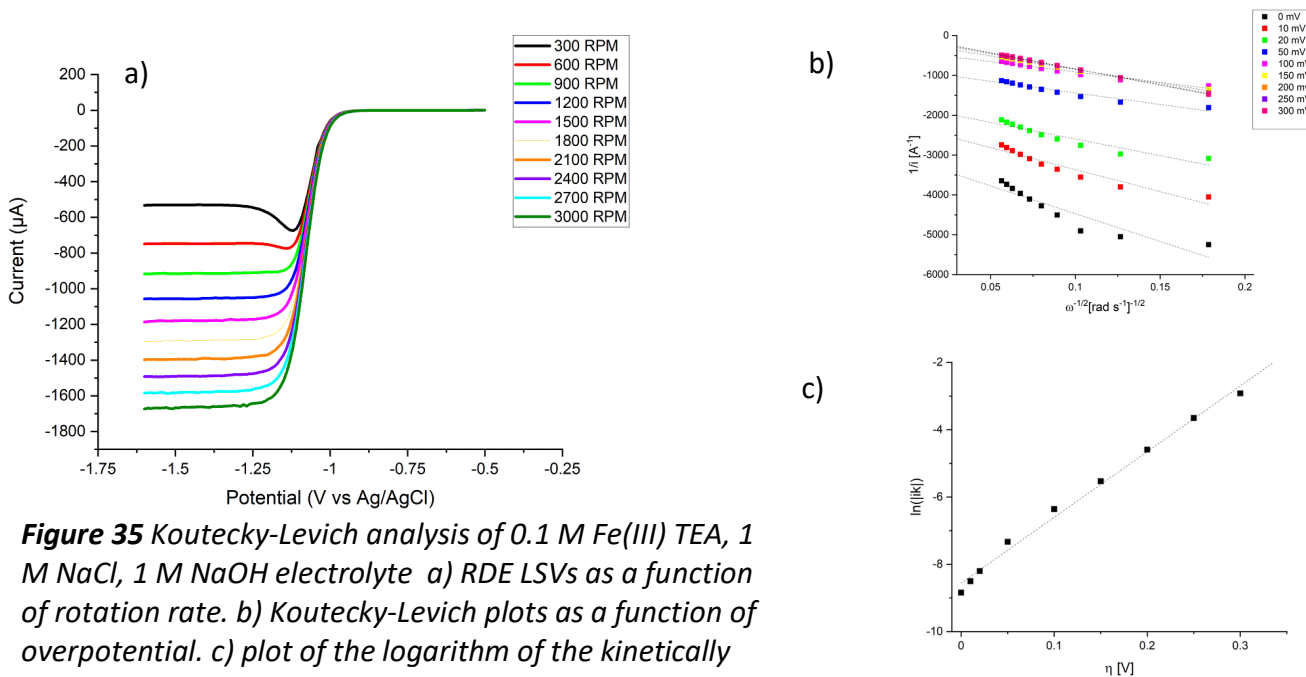 a)
300 RPM
600 RPM
900 RPM
1200 RPM
1500 RPM
1800 RPM
2100 RPM
2400 RPM
2700 RPM
3000 RPM
200
0
-200
-400
-600
-800
-1000
-1200
-1400
-1600
-1800
Current (µA)
-1.75
-1.5
-1.25
-1
-0.75
-0.5
-0.25
Potential (V vs Ag/AgCl)
b)
0 mV
10 mV
20 mV
50 mV
100 mV
150 mV
200 mV
250 mV
300 mV
0
-1000
-2000
-3000
-4000
-5000
-6000
1/i [A⁻¹]
0.05
0.1
0.15
0.2
ω⁻¹/²[rad s⁻¹]⁻¹/²
c)
-2
-4
-6
-8
-10
ln(|ik|)
0
0.1
0.2
0.3
η [V]
Figure 35 Koutecky-Levich analysis of 0.1 M Fe(III) TEA, 1
M NaCl, 1 M NaOH electrolyte a) RDE LSVs as a function
of rotation rate. b) Koutecky-Levich plots as a function of
overpotential. c) plot of the logarithm of the kinetically